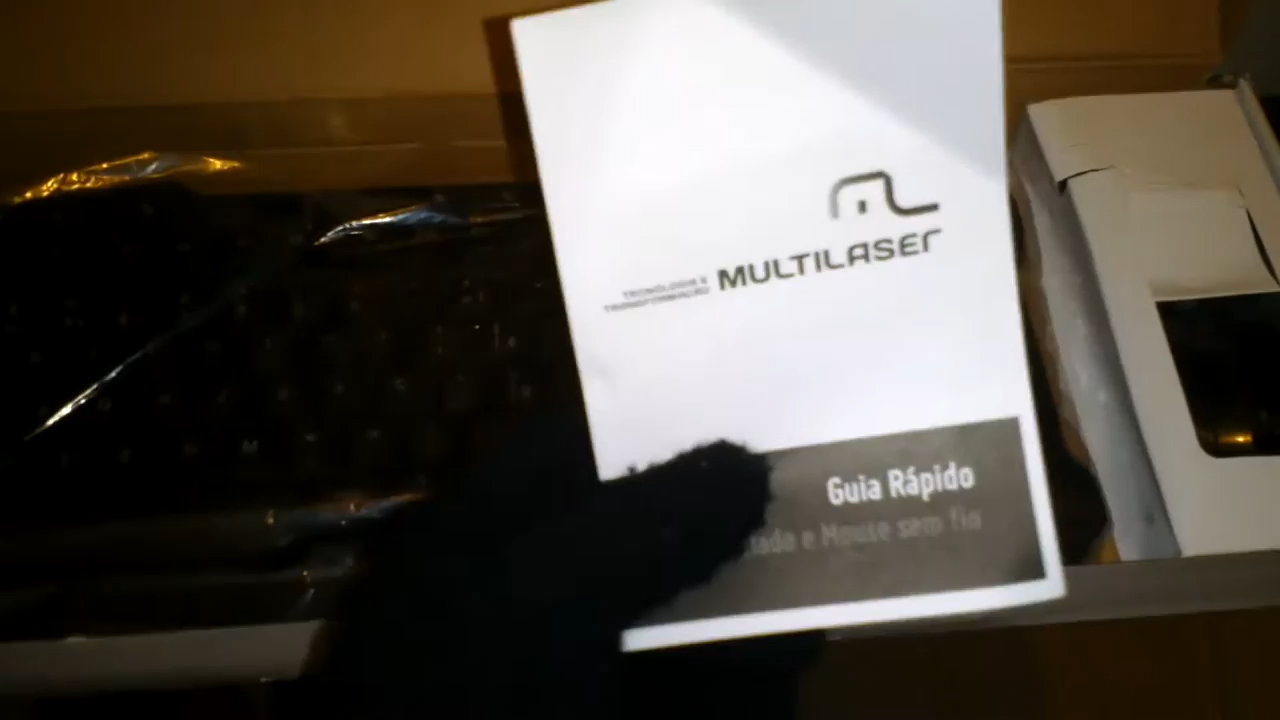 TECNOLOGIA E
TRANSFORMAÇÃO
MULTILASER
Guia Rápido
e Mouse sem fio